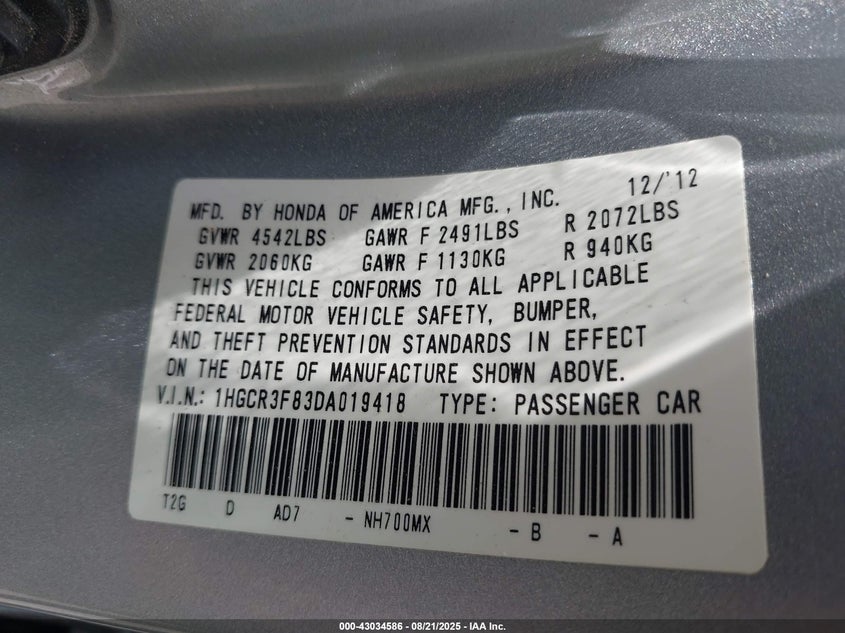 MFD. BY HONDA OF AMERICA MFG., INC. 12/'12
GVWR 4542LBS GAWR F 2491LBS R 2072LBS
GVWR 2060KG GAWR F 1130KG R 940KG
THIS VEHICLE CONFORMS TO ALL APPLICABLE
FEDERAL MOTOR VEHICLE SAFETY, BUMPER,
AND THEFT PREVENTION STANDARDS IN EFFECT
ON THE DATE OF MANUFACTURE SHOWN ABOVE.
V.I.N.: 1HGCR3F83DA019418 TYPE: PASSENGER CAR
T2G D AD7 - NH700MX - B - A
000-43034586 - 08/21/2025 - IAA Inc.